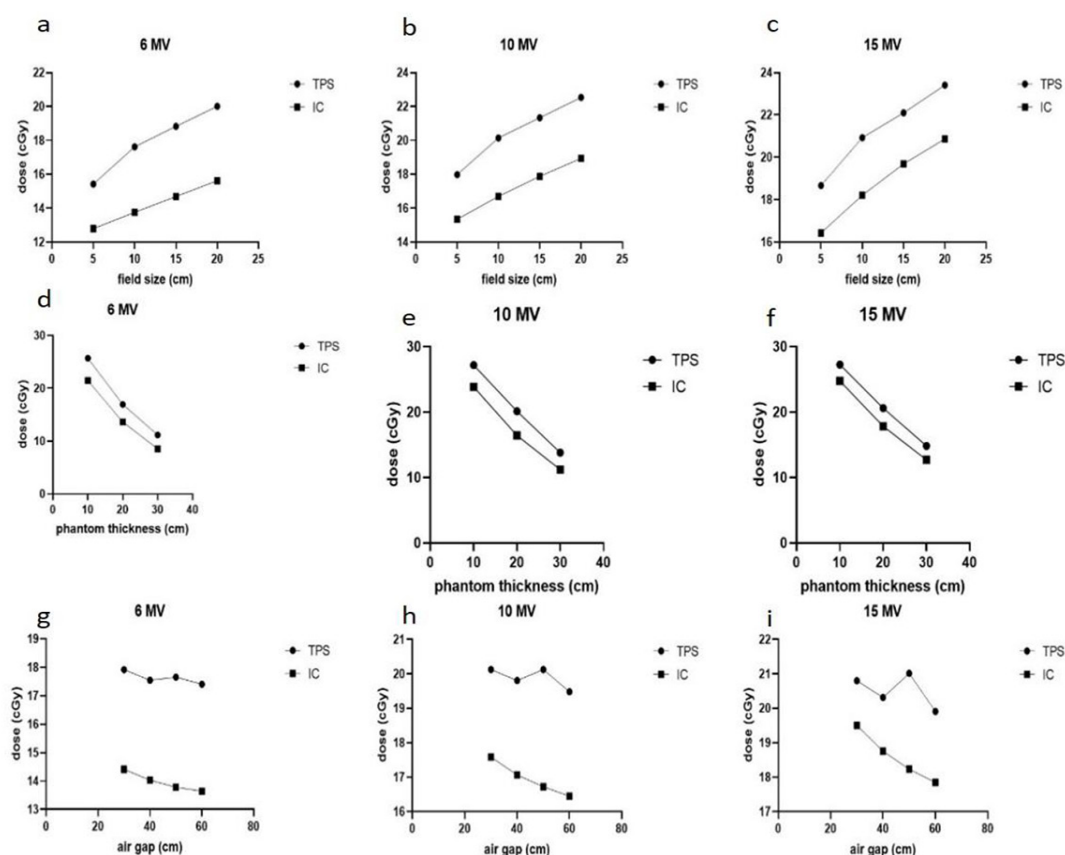 a
6 MV
22
20
18
16
14
12
0 5 10 15 20 25
dose (cGy)
field size (cm)
TPS
IC
b
10 MV
24
22
20
18
16
14
0 5 10 15 20 25
dose (cGy)
field size (cm)
TPS
IC
c
15 MV
24
22
20
18
16
0 5 10 15 20 25
dose (cGy)
field size (cm)
TPS
IC
d
6 MV
30
20
10
0
0 10 20 30 40
dose (cGy)
phantom thickness (cm)
TPS
IC
e
10 MV
30
20
10
0
0 10 20 30 40
dose (cGy)
phantom thickness (cm)
TPS
IC
f
15 MV
30
20
10
0
0 10 20 30 40
dose (cGy)
phantom thickness (cm)
TPS
IC
g
6 MV
19
18
17
16
15
14
13
0 20 40 60 80
dose (cGy)
air gap (cm)
TPS
IC
h
10 MV
21
20
19
18
17
16
0 20 40 60 80
dose (cGy)
air gap (cm)
TPS
IC
i
15 MV
22
21
20
19
18
17
0 20 40 60 80
dose (cGy)
air gap (cm)
TPS
IC